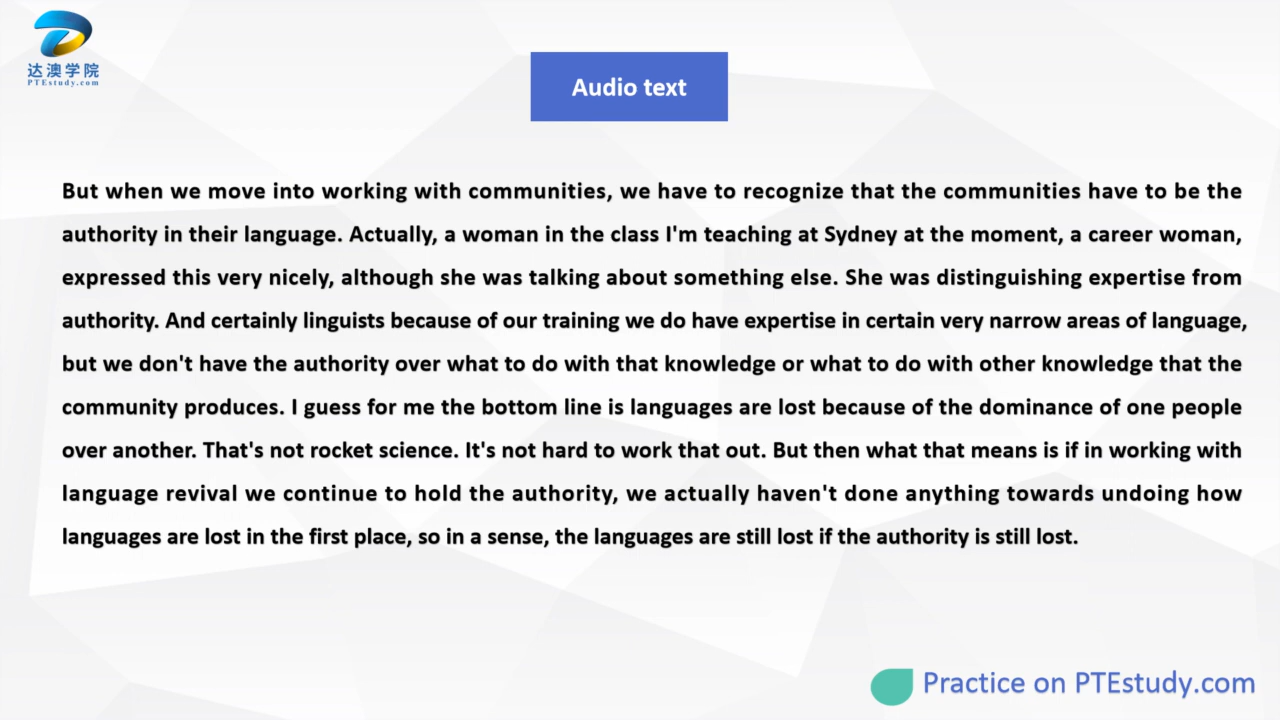 达澳学院
PTEstudy.com
Audio text
But when we move into working with communities, we have to recognize that the communities have to be the
authority in their language. Actually, a woman in the class I'm teaching at Sydney at the moment, a career woman,
expressed this very nicely, although she was talking about something else. She was distinguishing expertise from
authority. And certainly linguists because of our training we do have expertise in certain very narrow areas of language,
but we don't have the authority over what to do with that knowledge or what to do with other knowledge that the
community produces. I guess for me the bottom line is languages are lost because of the dominance of one people
over another. That's not rocket science. It's not hard to work that out. But then what that means is if in working with
language revival we continue to hold the authority, we actually haven't done anything towards undoing how
languages are lost in the first place, so in a sense, the languages are still lost if the authority is still lost.
Practice on PTEstudy.com